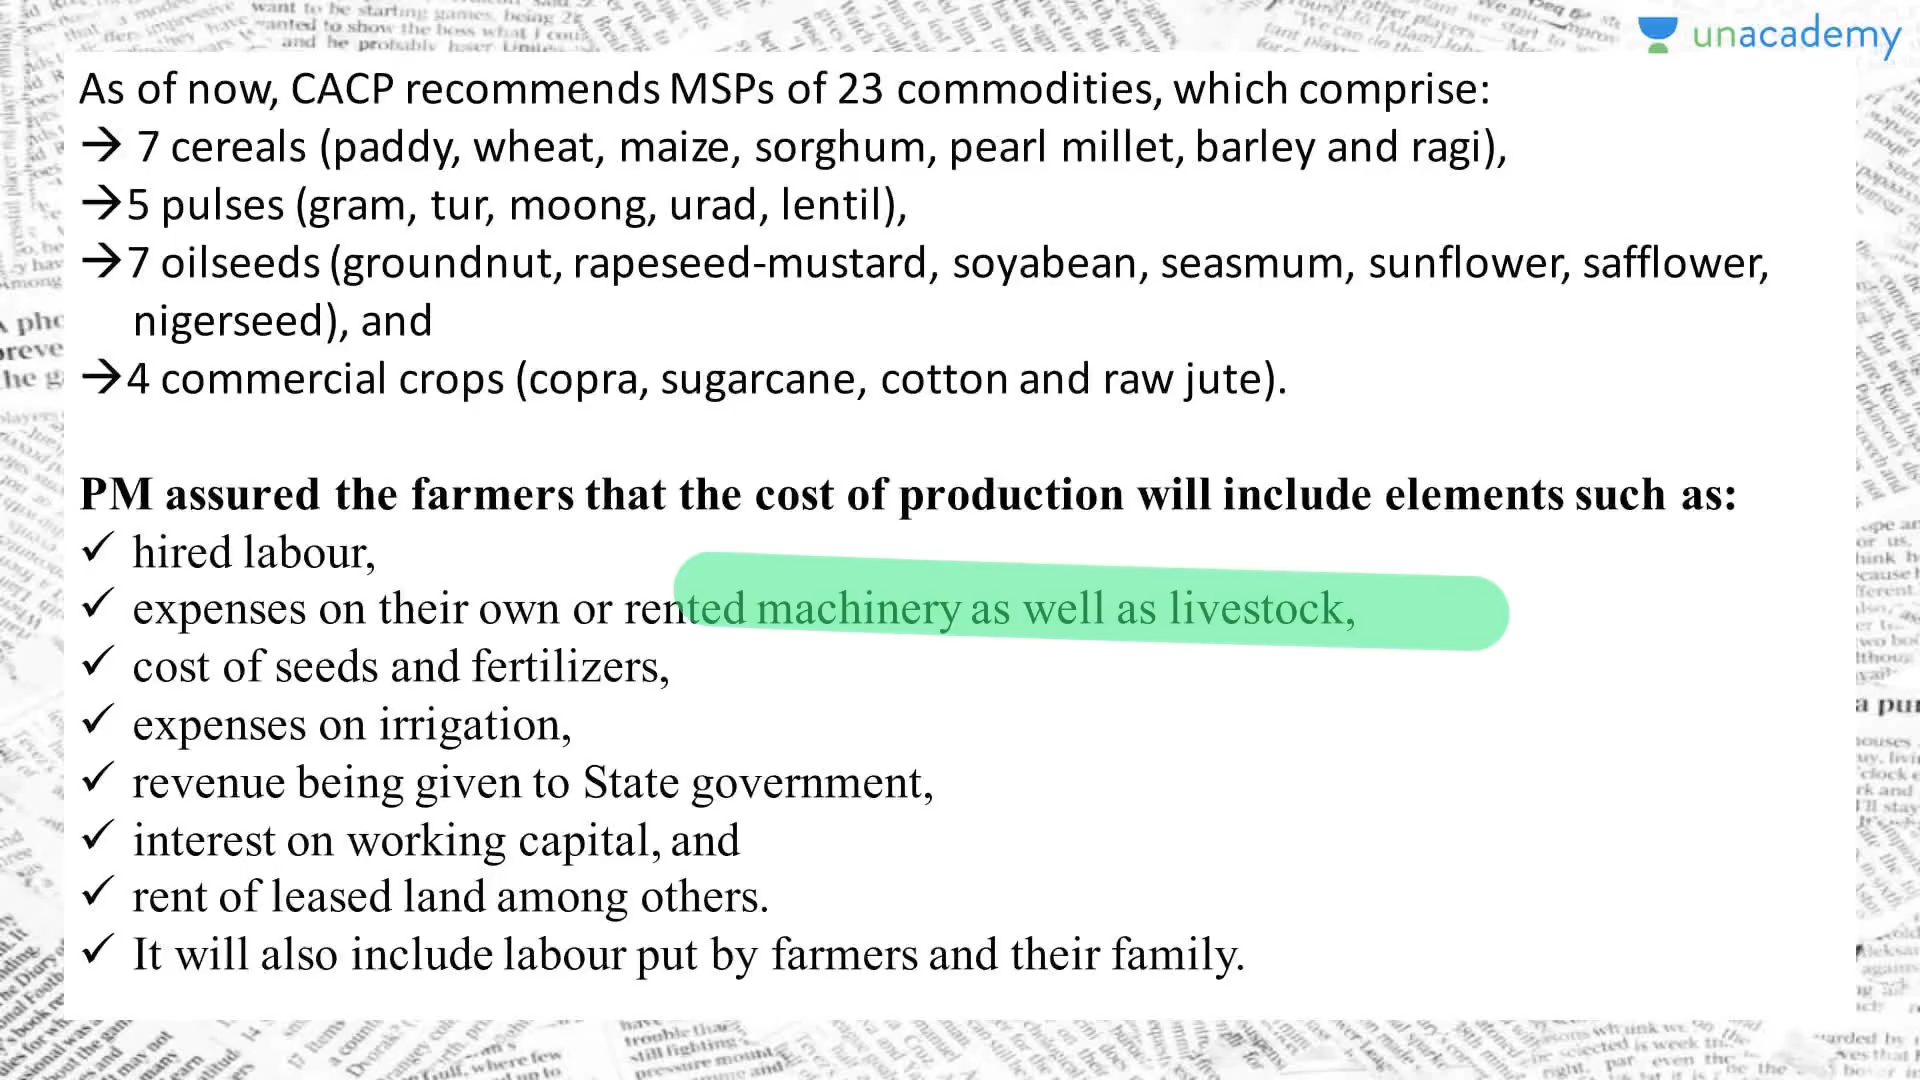 unacademy
As of now, CACP recommends MSPs of 23 commodities, which comprise:
→ 7 cereals (paddy, wheat, maize, sorghum, pearl millet, barley and ragi),
→5 pulses (gram, tur, moong, urad, lentil),
→7 oilseeds (groundnut, rapeseed-mustard, soyabean, seasmum, sunflower, safflower,
nigerseed), and
→4 commercial crops (copra, sugarcane, cotton and raw jute).
PM assured the farmers that the cost of production will include elements such as:
✓ hired labour,
✓ expenses on their own or rented machinery as well as livestock,
✓ cost of seeds and fertilizers,
✓ expenses on irrigation,
✓ revenue being given to State government,
✓ interest on working capital, and
✓ rent of leased land among others.
✓ It will also include labour put by farmers and their family.